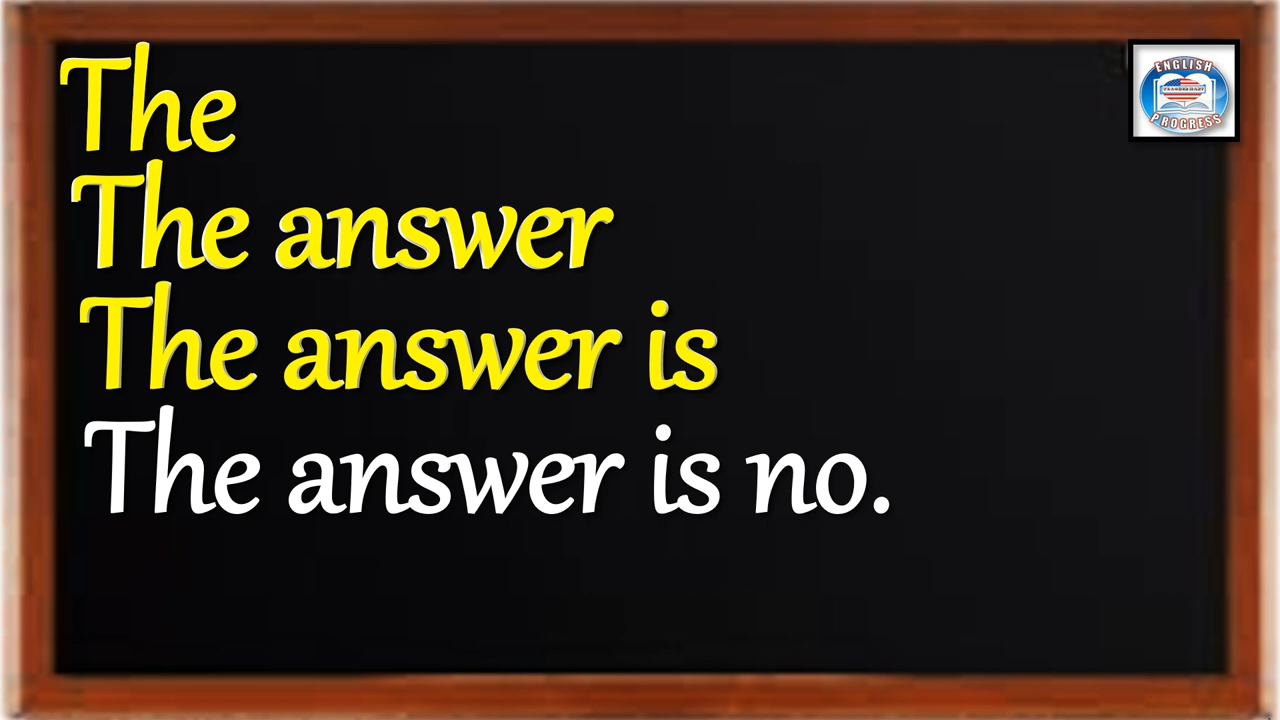 The
The answer
The answer is
The answer is no.
ENGLISH
PROGRESS